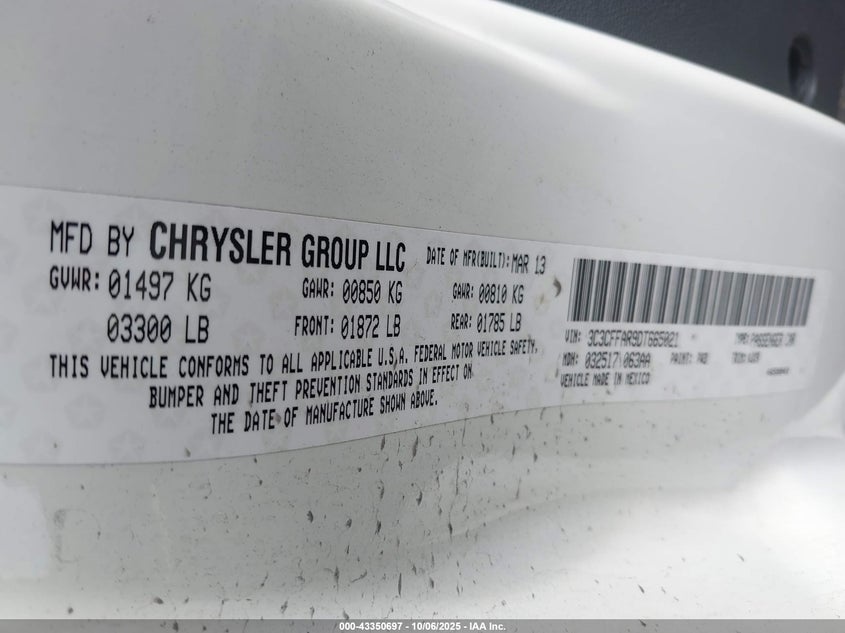 MFD BY CHRYSLER GROUP LLC DATE OF MFR(BUILT): MAR 13
GVWR: 01497 KG GAWR: 00850 KG GAWR: 00810 KG
03300 LB FRONT: 01872 LB REAR: 01785 LB
THIS VEHICLE CONFORMS TO ALL APPLICABLE U.S.A. FEDERAL MOTOR VEHICLE SAFETY,
BUMPER AND THEFT PREVENTION STANDARDS IN EFFECT ON
THE DATE OF MANUFACTURE SHOWN ABOVE.
VIN: 3C3CFFAR9DT665021 TYPE: PASSENGER CAR
MDH: 032517 063AA PAINT: TRIM:
VEHICLE MADE IN MEXICO
000-43350697 - 10/06/2025 - IAA Inc.